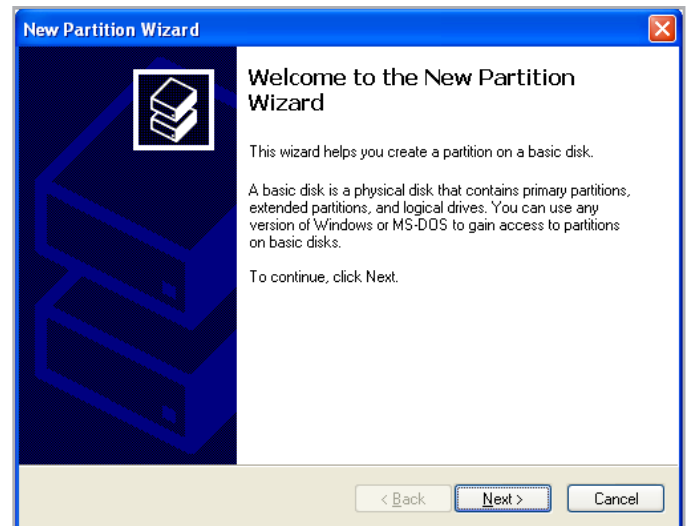 New Partition Wizard
Welcome to the New Partition
Wizard
This wizard helps you create a partition on a basic disk.
A basic disk is a physical disk that contains primary partitions,
extended partitions, and logical drives. You can use any
version of Windows or MS-DOS to gain access to partitions
on basic disks.
To continue, click Next.
< Back Next > Cancel